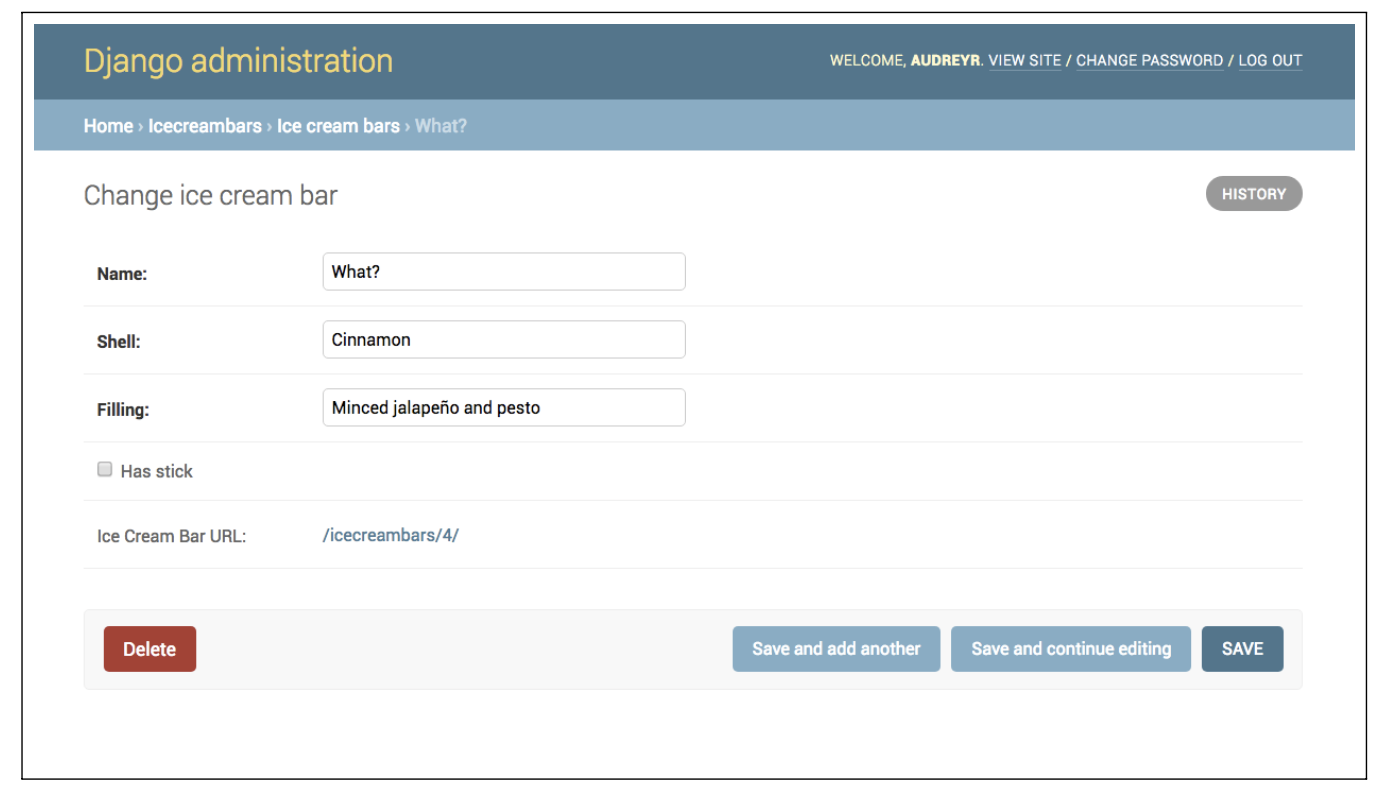 Django administration
WELCOME, AUDREYR. VIEW SITE / CHANGE PASSWORD / LOG OUT
Home › Icecreambars › Ice cream bars › What?
Change ice cream bar
HISTORY
Name: What?
Shell: Cinnamon
Filling: Minced jalapeño and pesto
Has stick
Ice Cream Bar URL: /icecreambars/4/
Delete Save and add another Save and continue editing SAVE